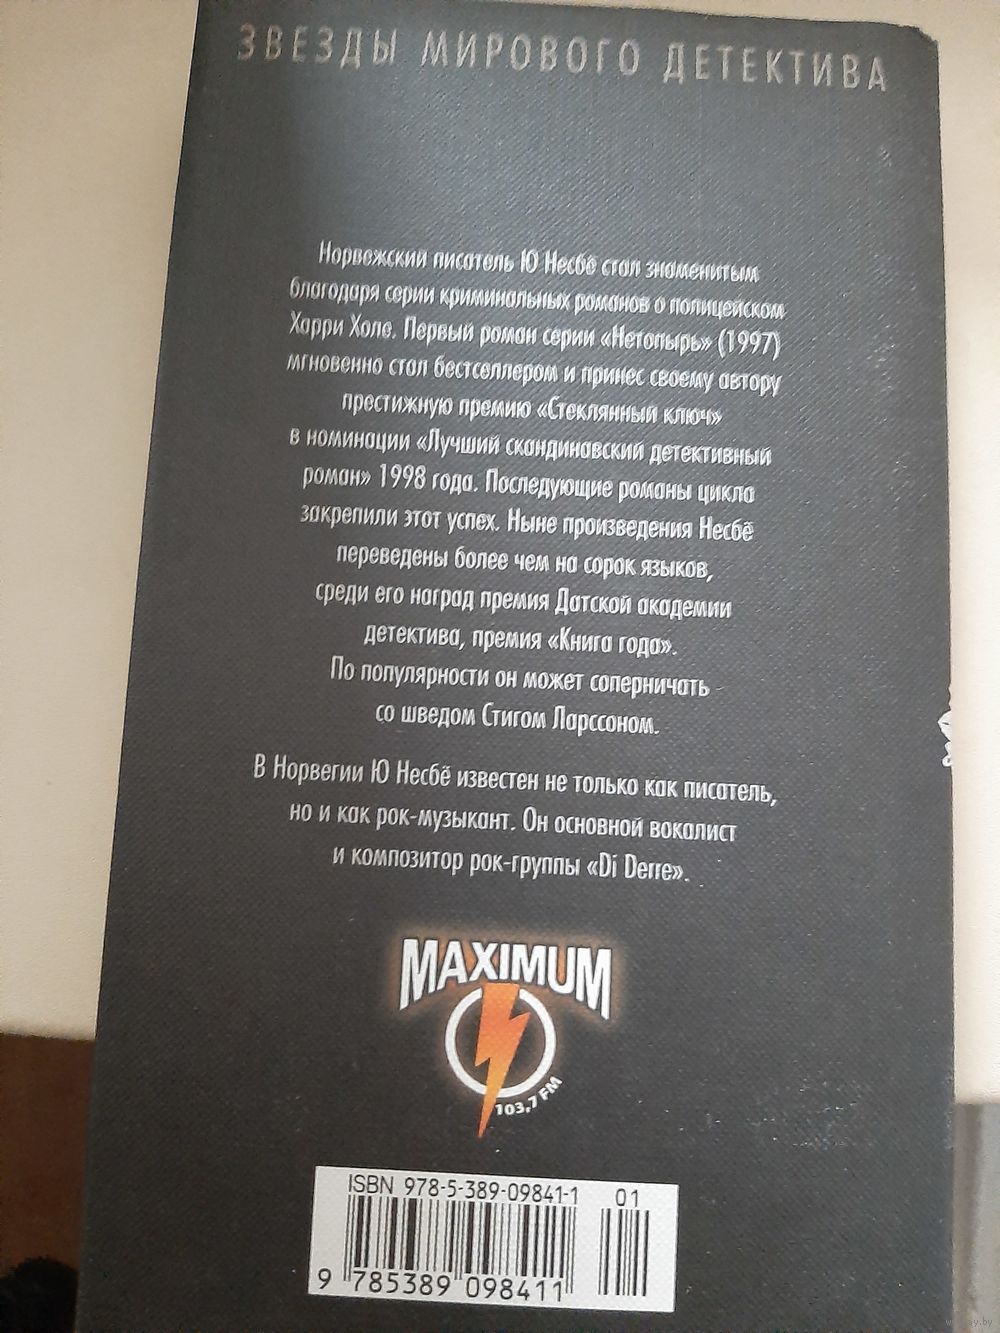 ЗВЕЗДЫ МИРОВОГО ДЕТЕКТИВА
Норвежский писатель Ю Несбё стал знаменитым
благодаря серии криминальных романов о полицейском
Харри Холе. Первый роман серии «Нетопырь» (1997)
мгновенно стал бестселлером и принес своему автору
престижную премию «Стеклянный ключ»
в номинации «Лучший скандинавский детективный
роман» 1998 года. Последующие романы цикла
закрепили этот успех. Ныне произведения Несбё
переведены более чем на сорок языков,
среди его наград премия Датской академии
детектива, премия «Книга года».
По популярности он может соперничать
со шведом Стигом Ларссоном.
В Норвегии Ю Несбё известен не только как писатель,
но и как рок-музыкант. Он основной вокалист
и композитор рок-группы «Di Derre».
MAXIMUM
103,7 FM
ISBN 978-5-389-09841-1 01
9 785389 098411